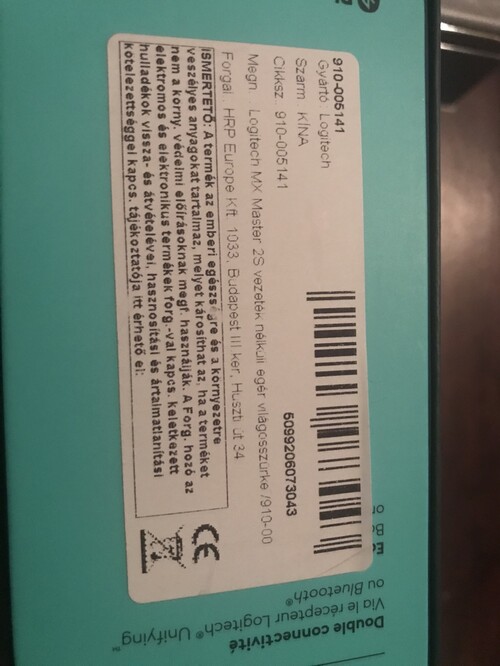 910-005141
Gyártó Logitech
Szarm. KÍNA
Cikksz. 910-005141
Megn. Logitech MX Master 2S vezeték nélküli egér világosszürke /910-00
Forgal HRP Europe Kft. 1033. Budapest III ker, Huszti út 34
5099206073043
ISMERTETŐ: A termék az emberi egészségre és a környezetre
veszélyes anyagokat tartalmaz, melyet károsíthat az, ha a terméket
nem a korny. védelmi előírásoknak megf. használják. A Forg. hozó az
elektromos és elektronikus termékek forg.-val kapcs. keletkezett
hulladékok vissza- és átvételével, hasznosítási és ártalmatlanítási
kötelezettséggel kapcs. tájékoztatója itt érhető el:
CE
Double connectivité
Via le récepteur Logitech® Unifying™
ou Bluetooth®